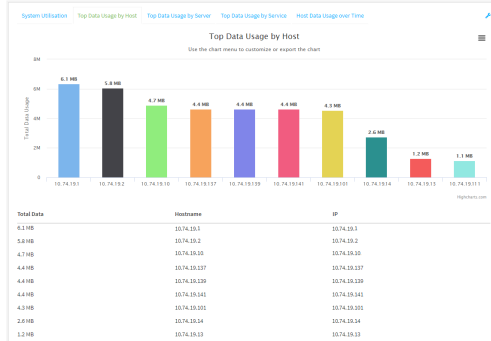 System Utilisation Top Data Usage by Host Top Data Usage by Server Top Data Usage by Service Host Data Usage over Time
Top Data Usage by Host
Use the chart menu to customize or export the chart
Total Data Usage
8M
6M
4M
2M
0
6.1 MB 5.8 MB 4.7 MB 4.4 MB 4.4 MB 4.4 MB 4.3 MB 2.6 MB 1.2 MB 1.1 MB
10.74.19.1 10.74.19.2 10.74.19.10 10.74.19.137 10.74.19.139 10.74.19.141 10.74.19.101 10.74.19.14 10.74.19.13 10.74.19.111
Highcharts.com
Total Data Hostname IP
6.1 MB 10.74.19.1 10.74.19.1
5.8 MB 10.74.19.2 10.74.19.2
4.7 MB 10.74.19.10 10.74.19.10
4.4 MB 10.74.19.137 10.74.19.137
4.4 MB 10.74.19.139 10.74.19.139
4.4 MB 10.74.19.141 10.74.19.141
4.3 MB 10.74.19.101 10.74.19.101
2.6 MB 10.74.19.14 10.74.19.14
1.2 MB 10.74.19.13 10.74.19.13